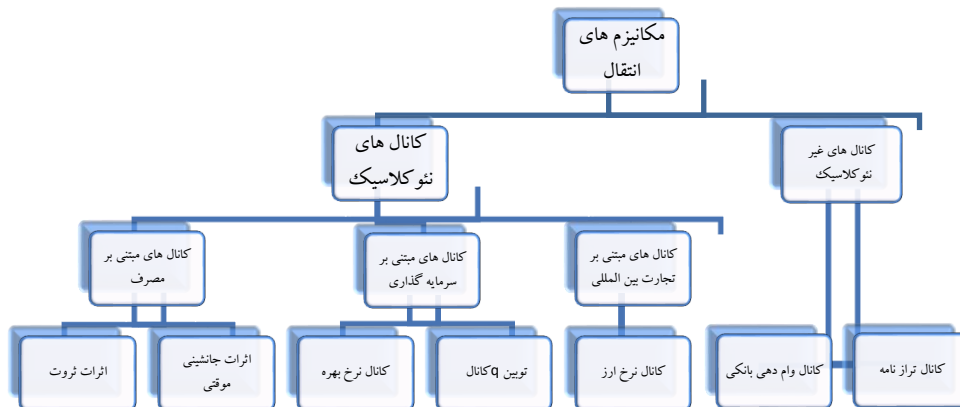 مکانیزم های
انتقال
کانال های غیر
نئوکلاسیک
کانال های
نئوکلاسیک
کانال های مبتنی بر
تجارت بین المللی
کانال های مبتنی بر
سرمایه گذاری
کانال های مبتنی بر
مصرف
کانال تراز نامه
کانال وام دهی بانکی
کانال نرخ ارز
توبین qکانال
کانال نرخ بهره
اثرات جانشینی
موقتی
اثرات ثروت